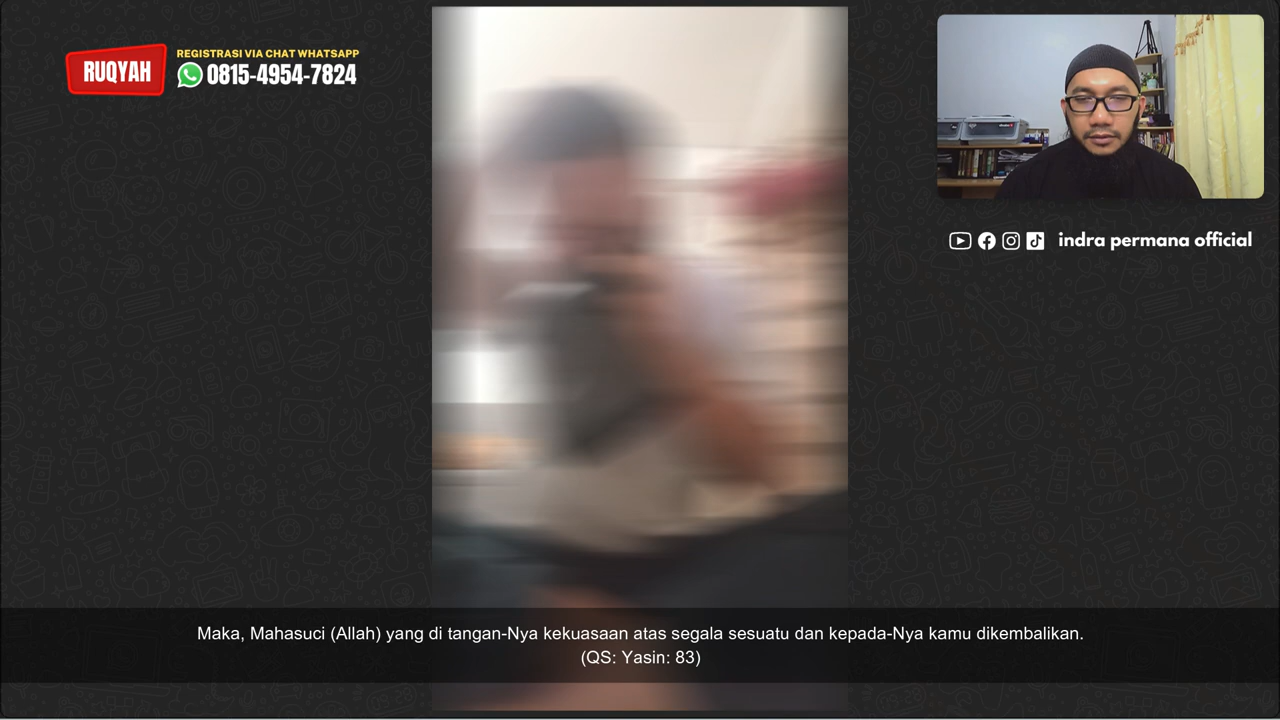 RUQYAH
REGISTRASI VIA CHAT WHATSAPP
0815-4954-7824
indra permana official
Maka, Mahasuci (Allah) yang di tangan-Nya kekuasaan atas segala sesuatu dan kepada-Nya kamu dikembalikan.
(QS: Yasin: 83)